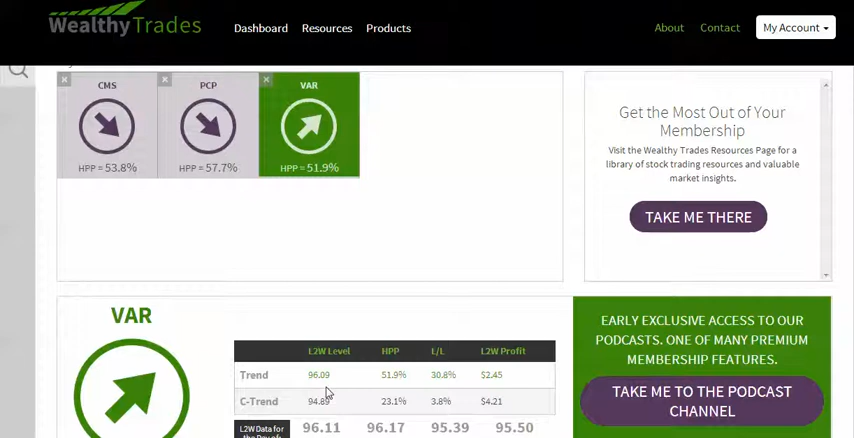 WealthyTrades
Dashboard Resources Products
About Contact My Account
CMS PCP VAR
HPP = 53.8% HPP = 57.7% HPP = 51.9%
Get the Most Out of Your
Membership
Visit the Wealthy Trades Resources Page for a
library of stock trading resources and valuable
market insights.
TAKE ME THERE
VAR
L2W Level HPP L/L L2W Profit
Trend 96.09 51.9% 30.8% $2.45
C-Trend 94.89 23.1% 3.8% $4.21
L2W Data for
the Day of:
96.11 96.17 95.39 95.50
EARLY EXCLUSIVE ACCESS TO OUR
PODCASTS. ONE OF MANY PREMIUM
MEMBERSHIP FEATURES.
TAKE ME TO THE PODCAST
CHANNEL